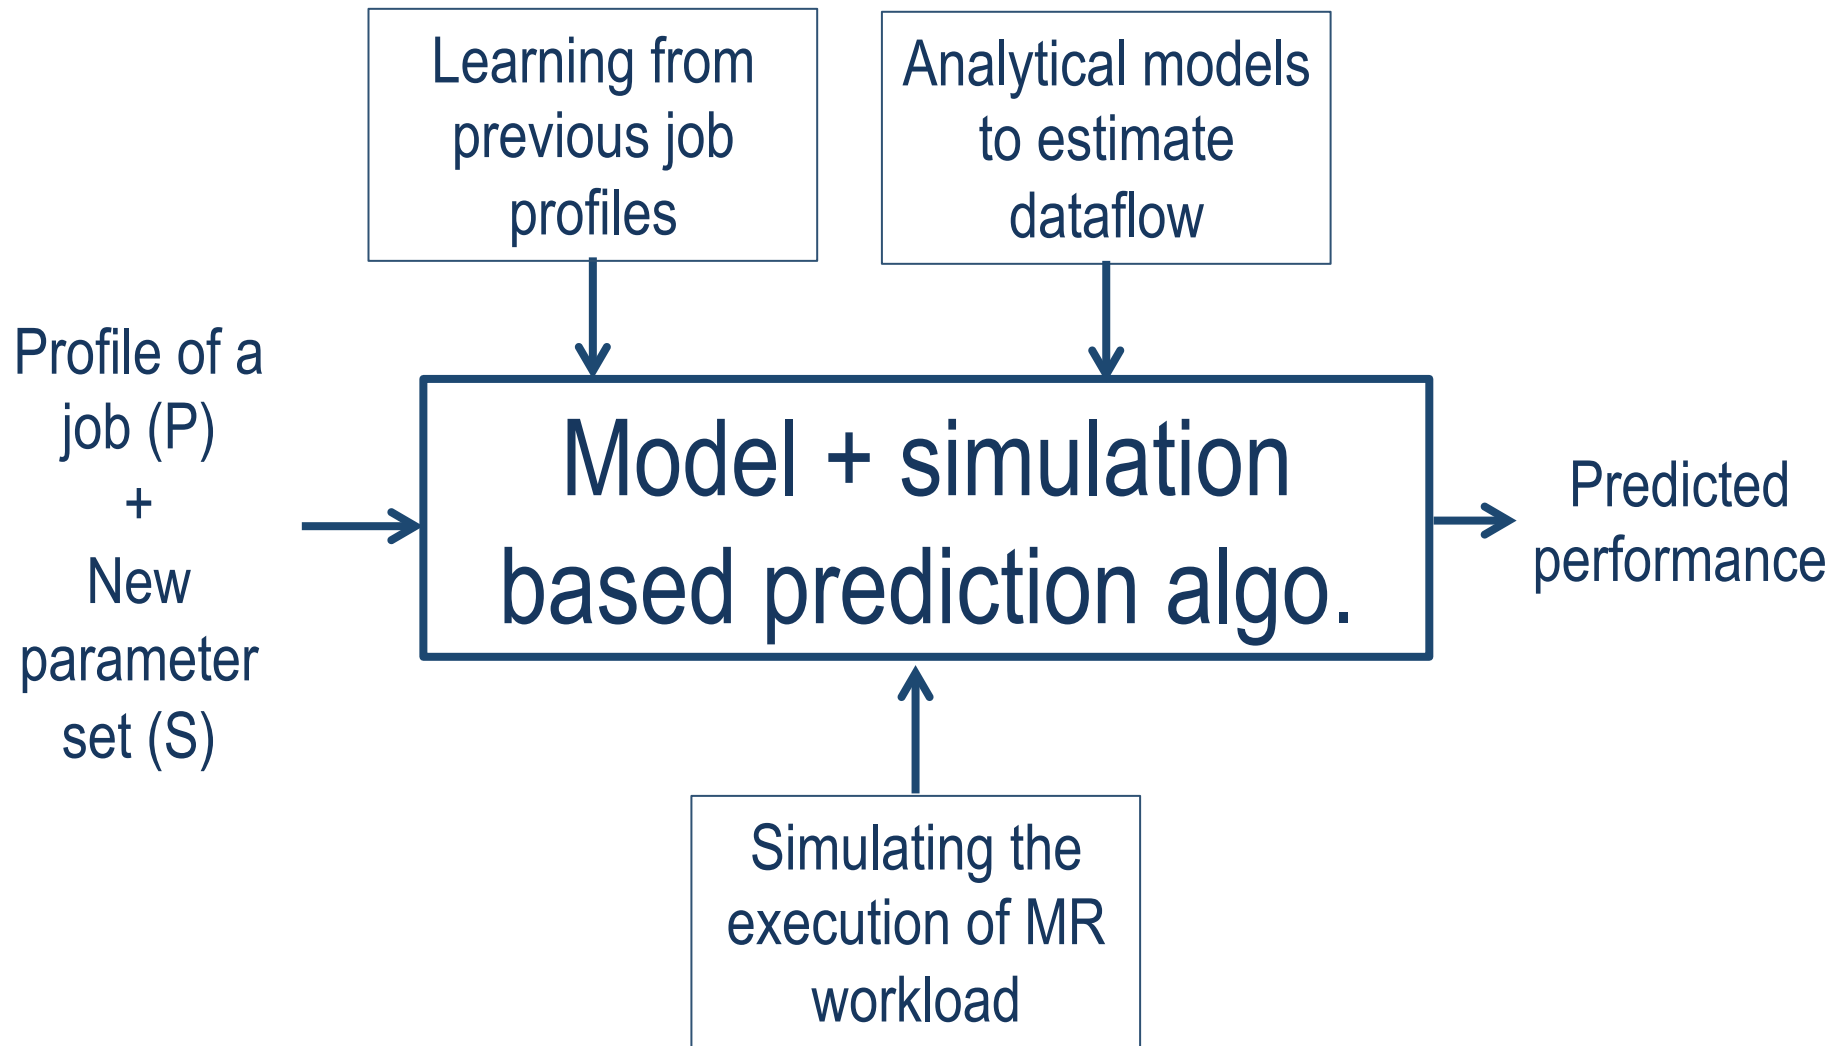 Learning from
previous job
profiles
Analytical models
to estimate
dataflow
Profile of a
job (P)
+
New
parameter
set (S)
Model + simulation
based prediction algo.
Predicted
performance
Simulating the
execution of MR
workload